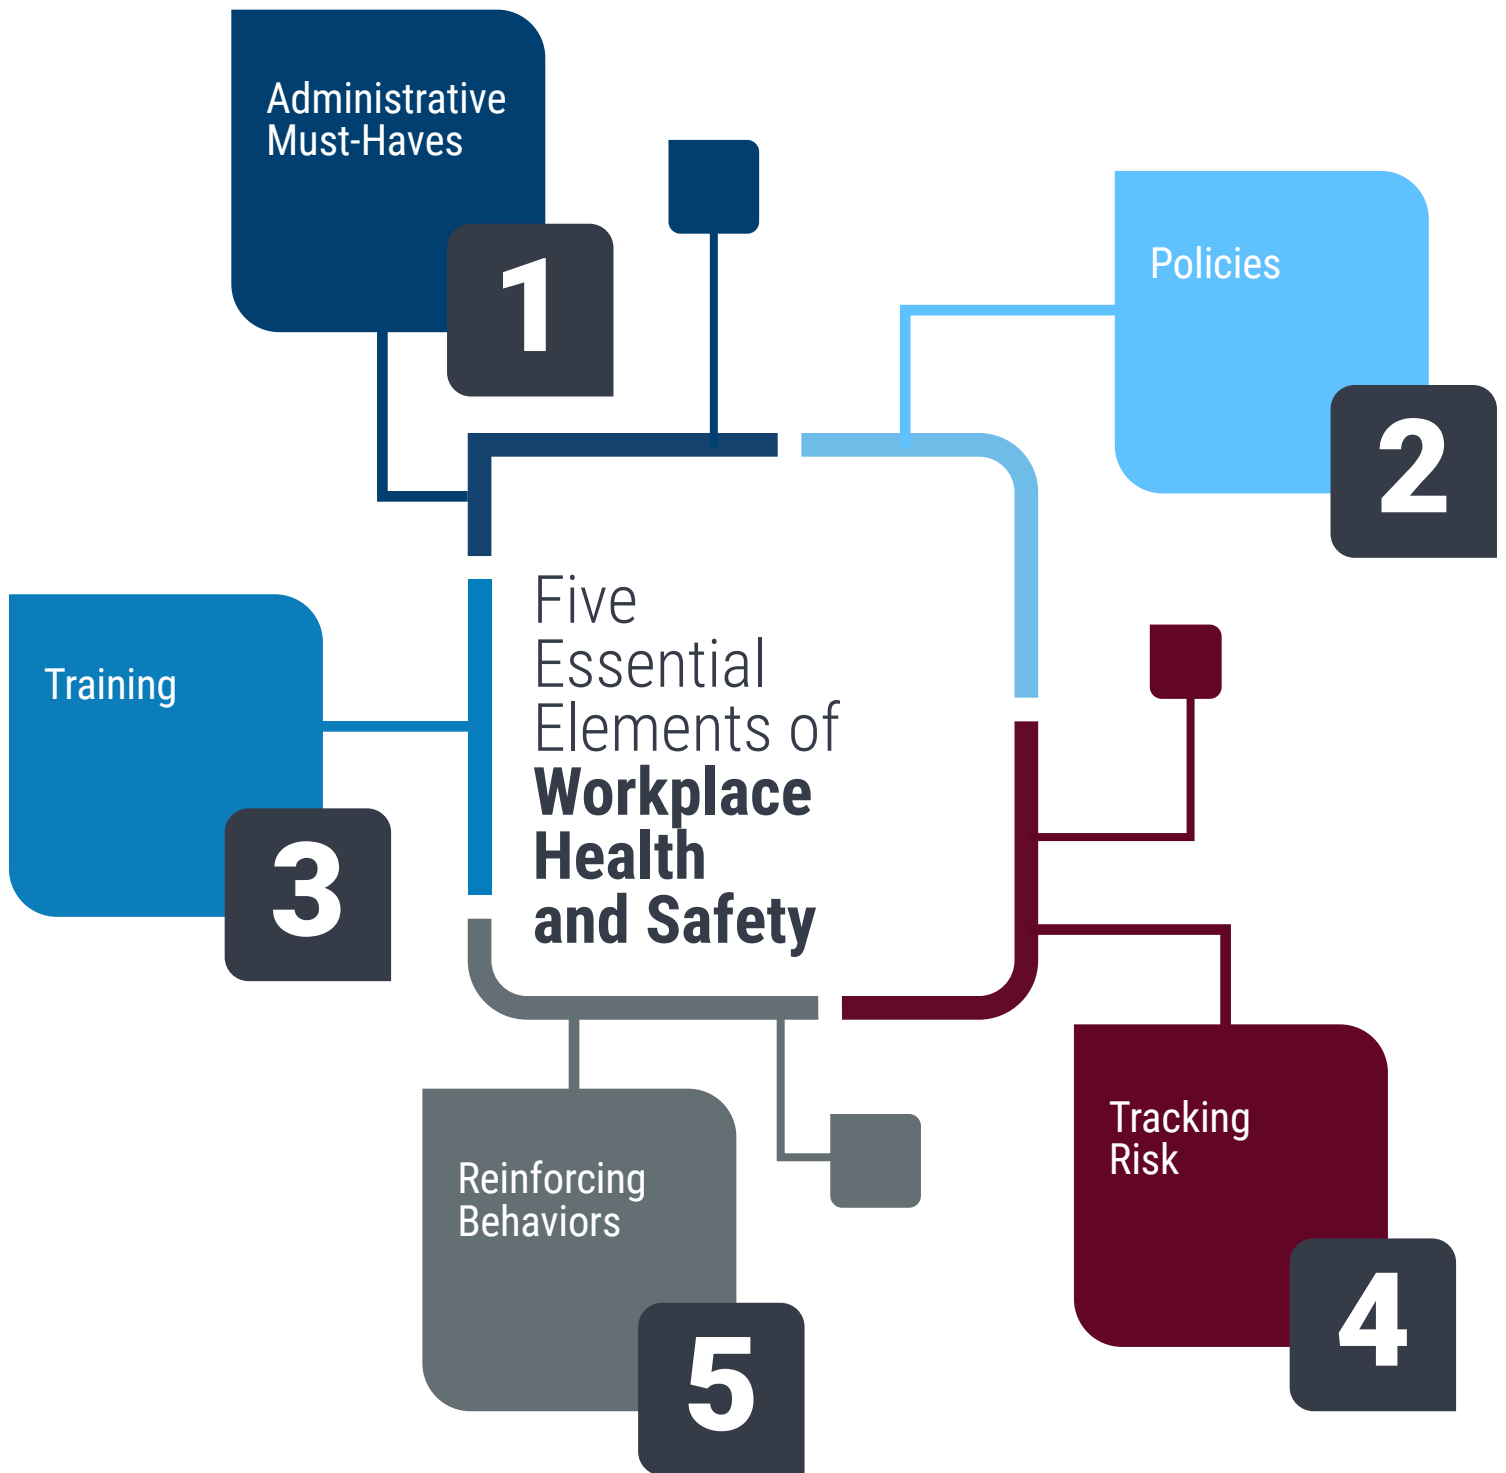 Administrative
Must-Haves
1
Policies
2
Five
Essential
Elements of
Workplace
Health
and Safety
Training
3
Tracking
Risk
4
Reinforcing
Behaviors
5